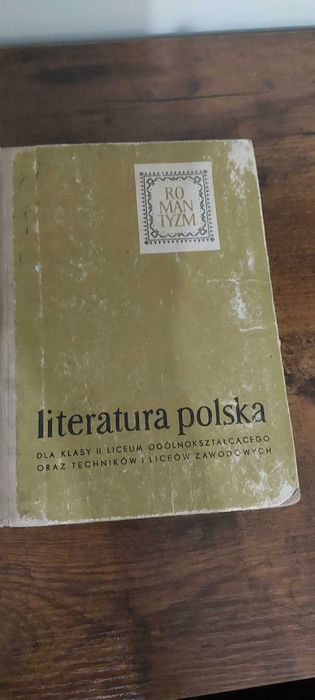 RO
MAN
TYZM
literatura polska
DLA KLASY II LICEUM OGÓLNOKSZTAŁCĄCEGO
ORAZ TECHNIKÓW I LICEÓW ZAWODOWYCH